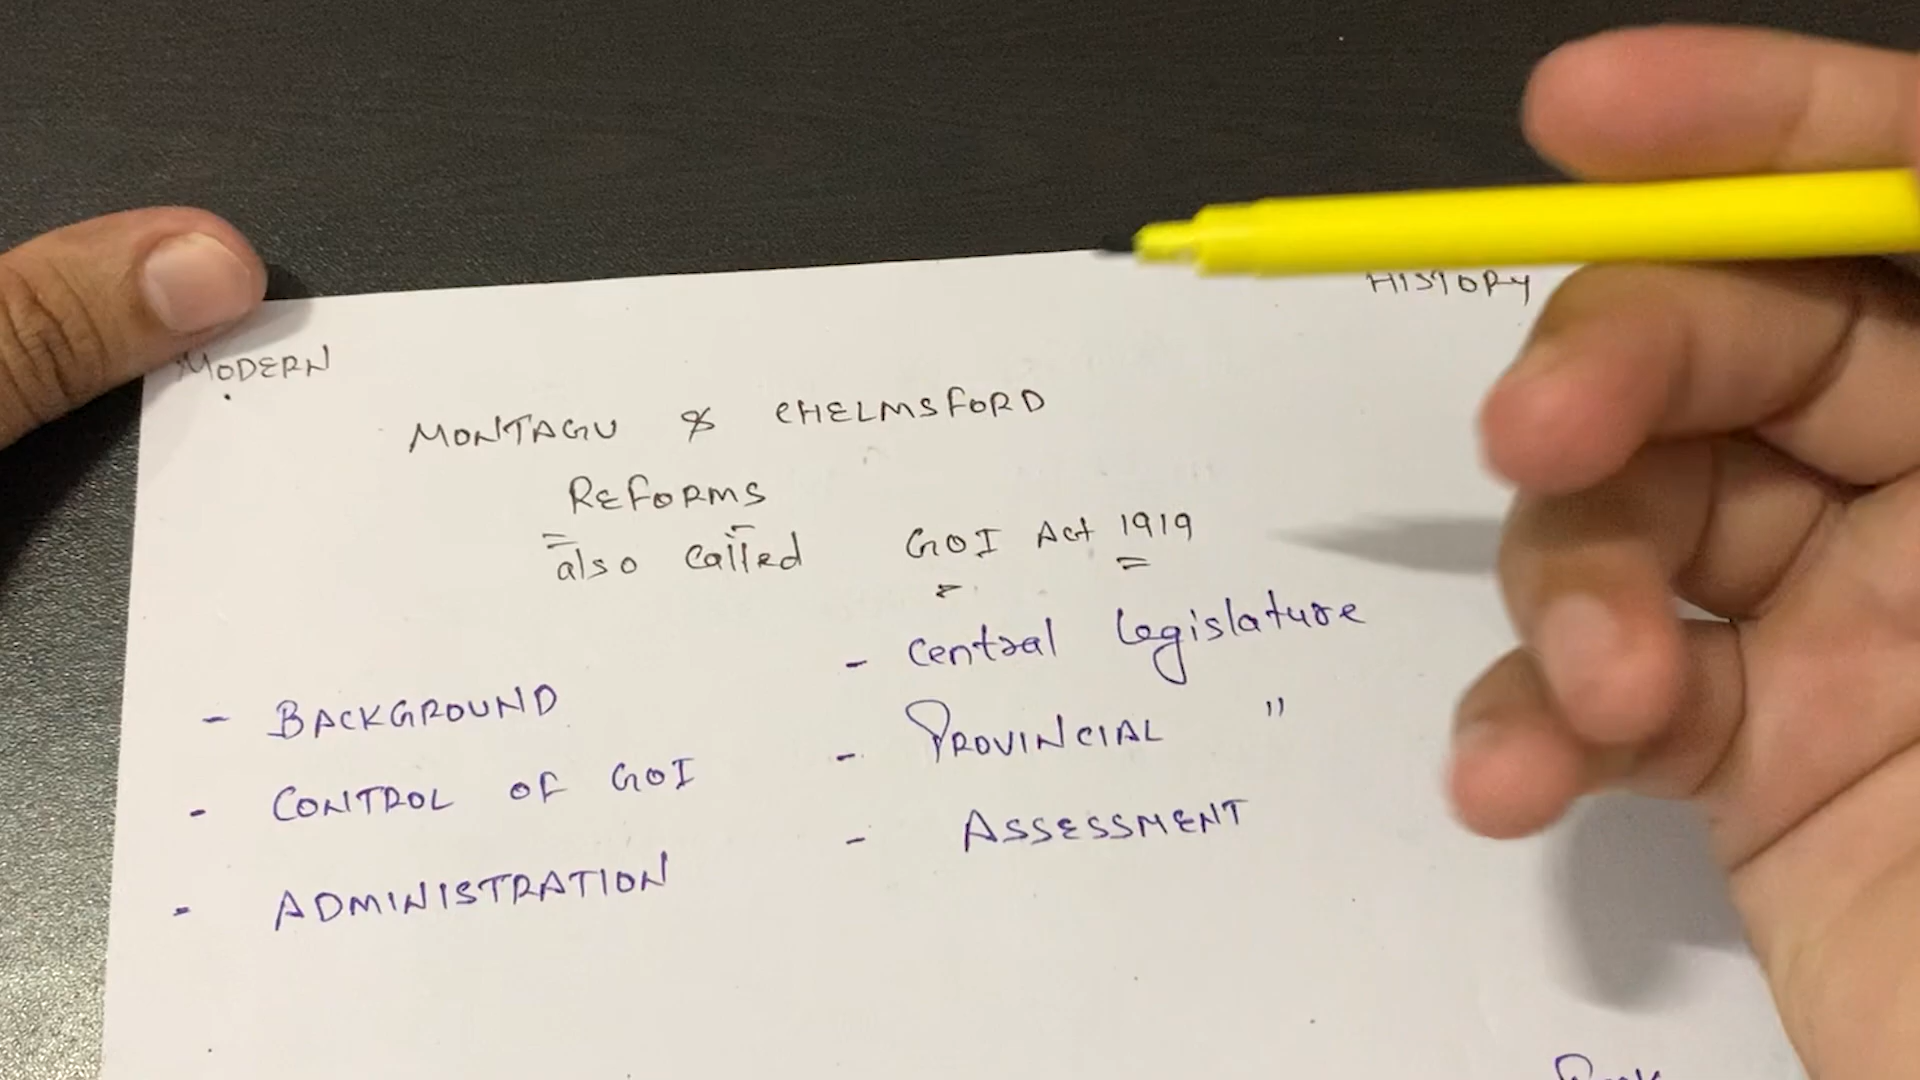 HISTORY
MODERN
MONTAGU & CHELMSFORD
REFORMS
also called GOI Act 1919
- BACKGROUND
- CONTROL OF GOI
- ADMINISTRATION
- Central Legislature
- PROVINCIAL "
- ASSESSMENT